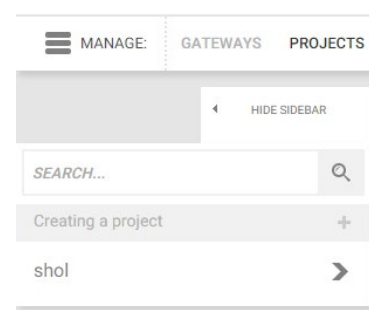 MANAGE: GATEWAYS PROJECTS
HIDE SIDEBAR
SEARCH...
Creating a project
shol